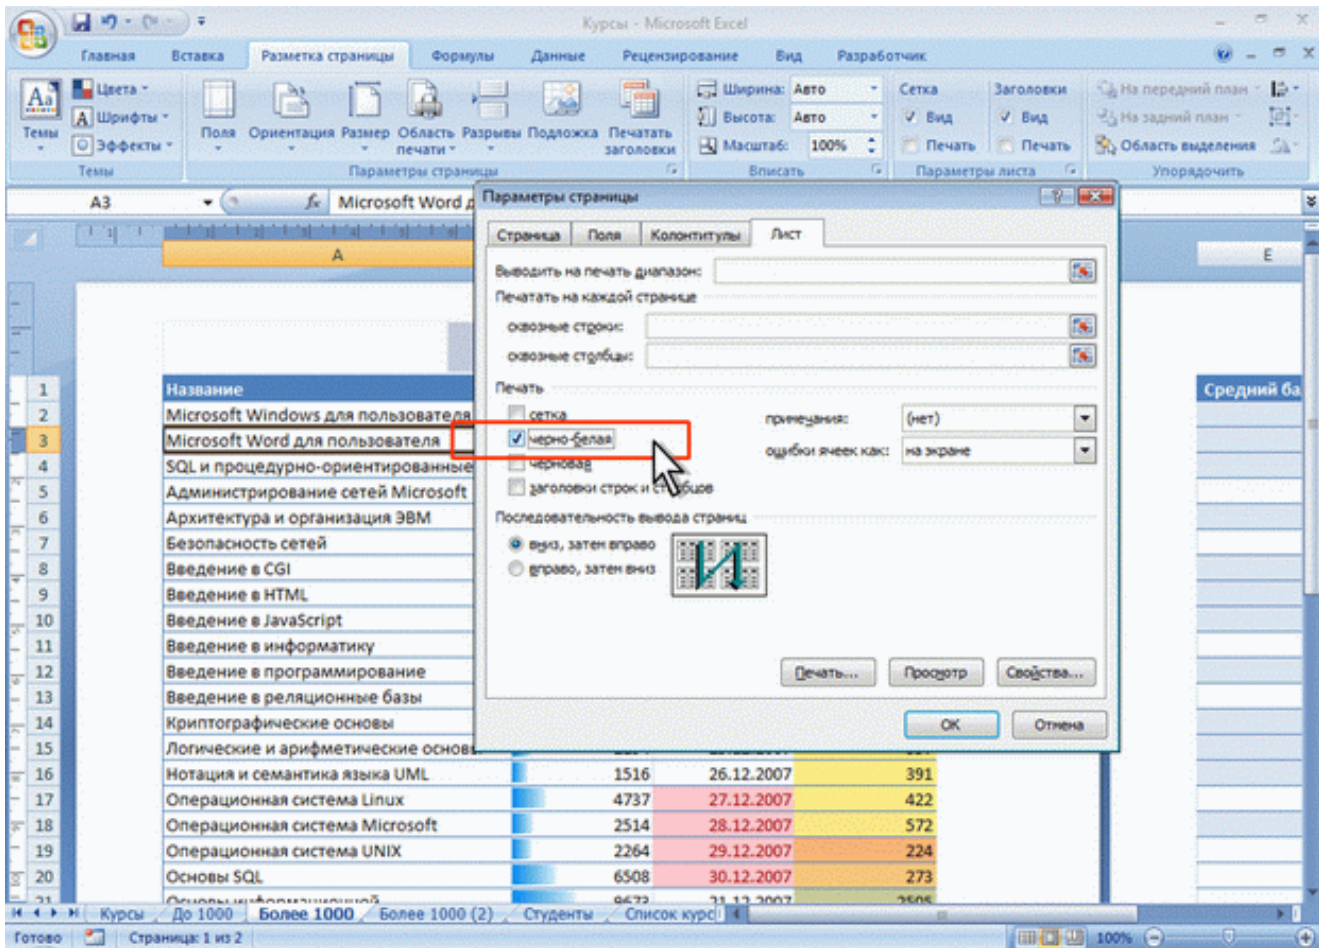 Курсы - Microsoft Excel
Главная Вставка Разметка страницы Формулы Данные Рецензирование Вид Разработчик
Цвета
Шрифты
Эффекты
Темы
Поля Ориентация Размер Область печати Разрывы Подложка Печатать заголовки
Ширина: Авто
Высота: Авто
Масштаб: 100%
Сетка Заголовки
Вид Вид
Печать Печать
На передний план
На задний план
Область выделения
Темы Параметры страницы Вписать Параметры листа Упорядочить
A3 fx Microsoft Word д
A E
Параметры страницы
Страница Поля Колонтитулы Лист
Выводить на печать диапазон:
Печатать на каждой странице
сквозные строки:
сквозные столбцы:
Печать
сетка
черно-белая
черновая
заголовки строк и столбцов
примечания: (нет)
ошибки ячеек как: на экране
Последовательность вывода страниц
вниз, затем вправо
вправо, затем вниз
Печать... Просмотр Свойства...
OK Отмена
1 Название Средний ба
2 Microsoft Windows для пользователя
3 Microsoft Word для пользователя
4 SQL и процедурно-ориентированные
5 Администрирование сетей Microsoft
6 Архитектура и организация ЭВМ
7 Безопасность сетей
8 Введение в CGI
9 Введение в HTML
10 Введение в JavaScript
11 Введение в информатику
12 Введение в программирование
13 Введение в реляционные базы
14 Криптографические основы
15 Логические и арифметические основы
16 Нотация и семантика языка UML 1516 26.12.2007 391
17 Операционная система Linux 4737 27.12.2007 422
18 Операционная система Microsoft 2514 28.12.2007 572
19 Операционная система UNIX 2264 29.12.2007 224
20 Основы SQL 6508 30.12.2007 273
21
Курсы До 1000 Более 1000 Более 1000 (2) Студенты Список курс
Готово Страница: 1 из 2 100%